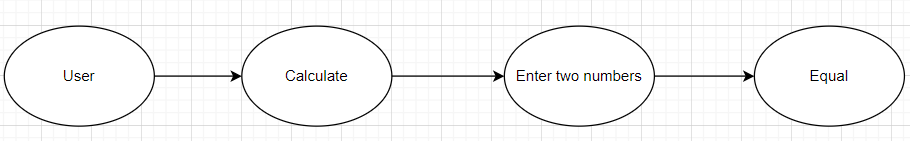 User
Calculate
Enter two numbers
Equal